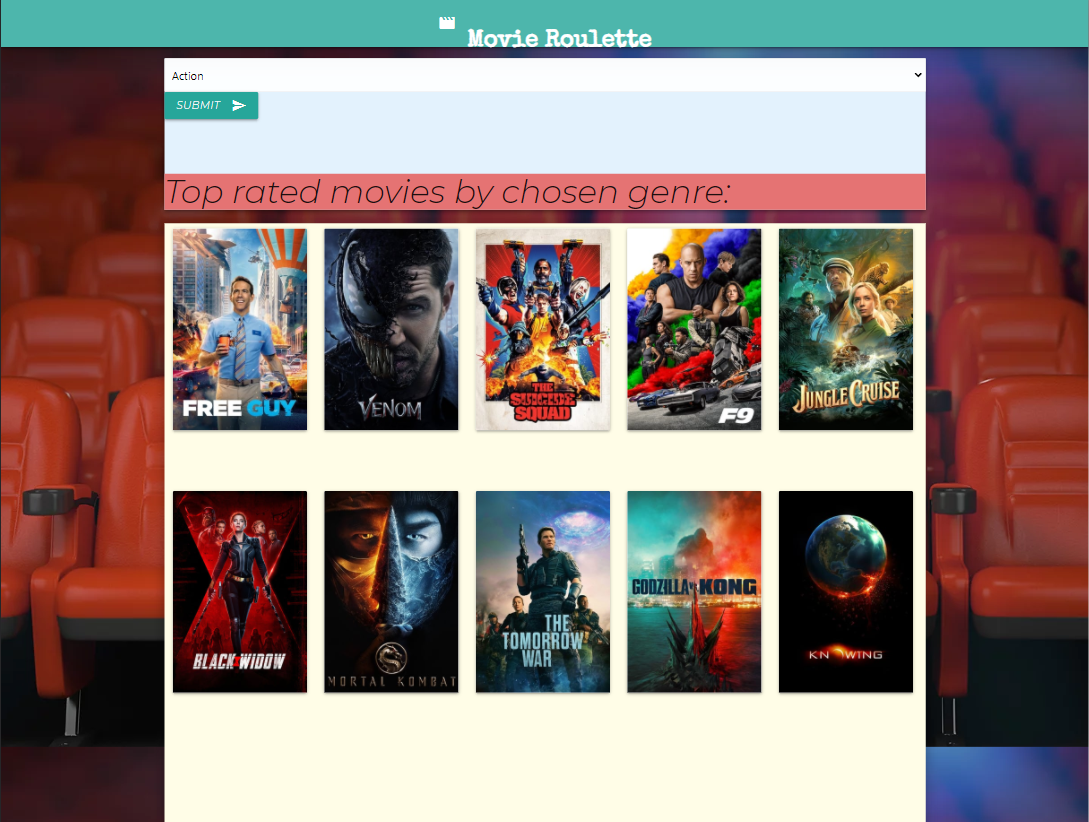 Movie Roulette
Action
SUBMIT
Top rated movies by chosen genre:
FREE GUY
VENOM
THE
SUICIDE
SQUAD
F9
JUNGLE CRUISE
BLACK WIDOW
MORTAL KOMBAT
THE
TOMORROW
WAR
GODZILLA VS KONG
KNOWING